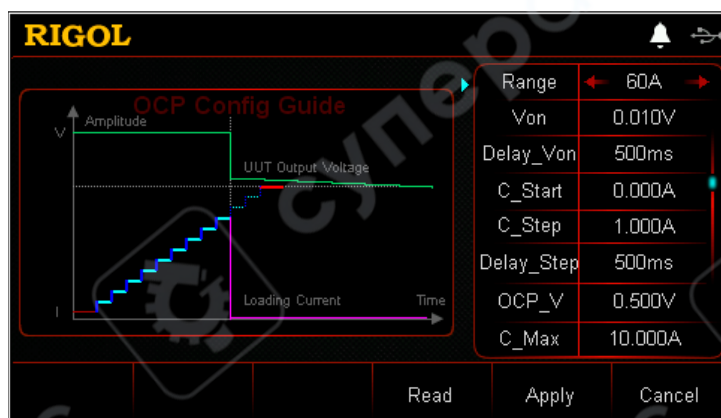 RIGOL
OCP Config Guide
Amplitude
V
UUT Output Voltage
I
Loading Current
Time
Range 60A
Von 0.010V
Delay_Von 500ms
C_Start 0.000A
C_Step 1.000A
Delay_Step 500ms
OCP_V 0.500V
C_Max 10.000A
Read Apply Cancel